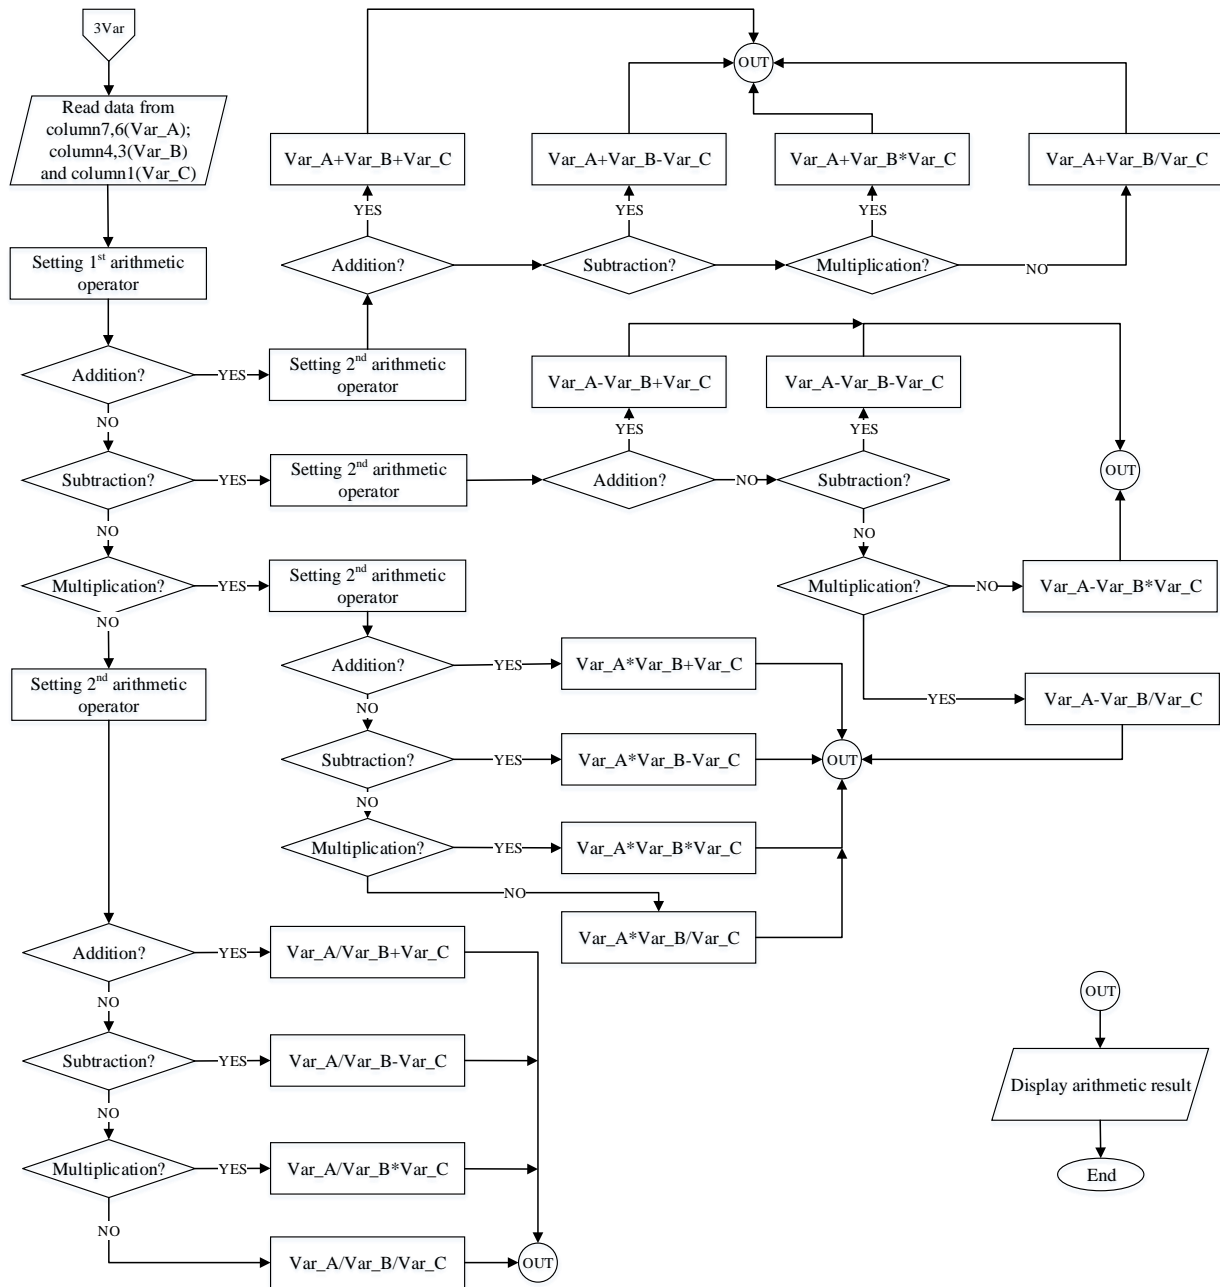 3Var
OUT
Read data from
column7,6(Var_A);
column4,3(Var_B)
and column1(Var_C)
Var_A+Var_B+Var_C
Var_A+Var_B-Var_C
Var_A+Var_B*Var_C
Var_A+Var_B/Var_C
YES
YES
YES
Setting 1st arithmetic
operator
Addition?
Subtraction?
Multiplication?
NO
Addition?
YES
Setting 2nd arithmetic
operator
Var_A-Var_B+Var_C
Var_A-Var_B-Var_C
NO
YES
YES
Subtraction?
YES
Setting 2nd arithmetic
operator
Addition?
NO
Subtraction?
OUT
NO
NO
Multiplication?
YES
Setting 2nd arithmetic
operator
Multiplication?
NO
Var_A-Var_B*Var_C
NO
Setting 2nd arithmetic
operator
Addition?
YES
Var_A*Var_B+Var_C
YES
Var_A-Var_B/Var_C
NO
Subtraction?
YES
Var_A*Var_B-Var_C
OUT
NO
Multiplication?
YES
Var_A*Var_B*Var_C
NO
Var_A*Var_B/Var_C
Addition?
YES
Var_A/Var_B+Var_C
NO
OUT
Subtraction?
YES
Var_A/Var_B-Var_C
Display arithmetic result
NO
Multiplication?
YES
Var_A/Var_B*Var_C
End
NO
Var_A/Var_B/Var_C
OUT